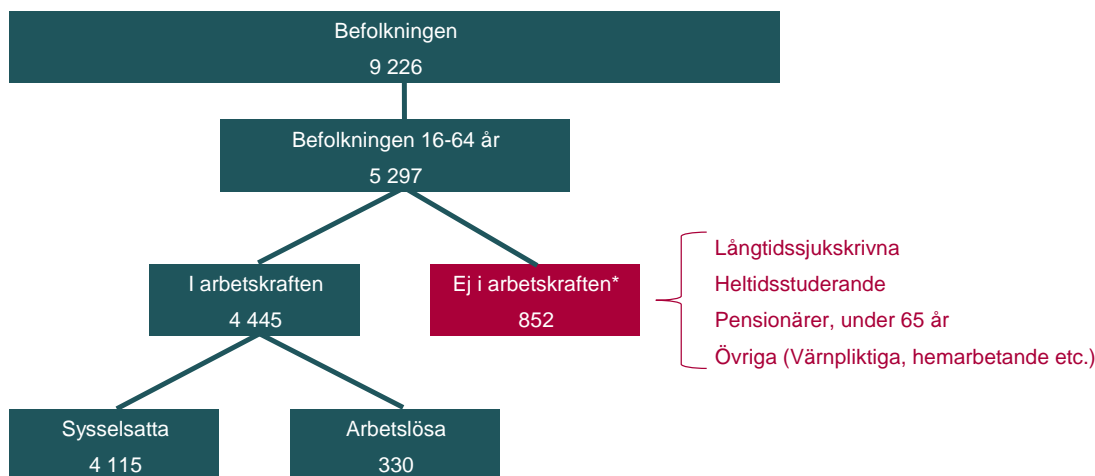 Befolkningen
9 226
Befolkningen 16-64 år
5 297
I arbetskraften
4 445
Ej i arbetskraften*
852
Långtidssjukskrivna
Heltidsstuderande
Pensionärer, under 65 år
Övriga (Värnpliktiga, hemarbetande etc.)
Sysselsatta
4 115
Arbetslösa
330